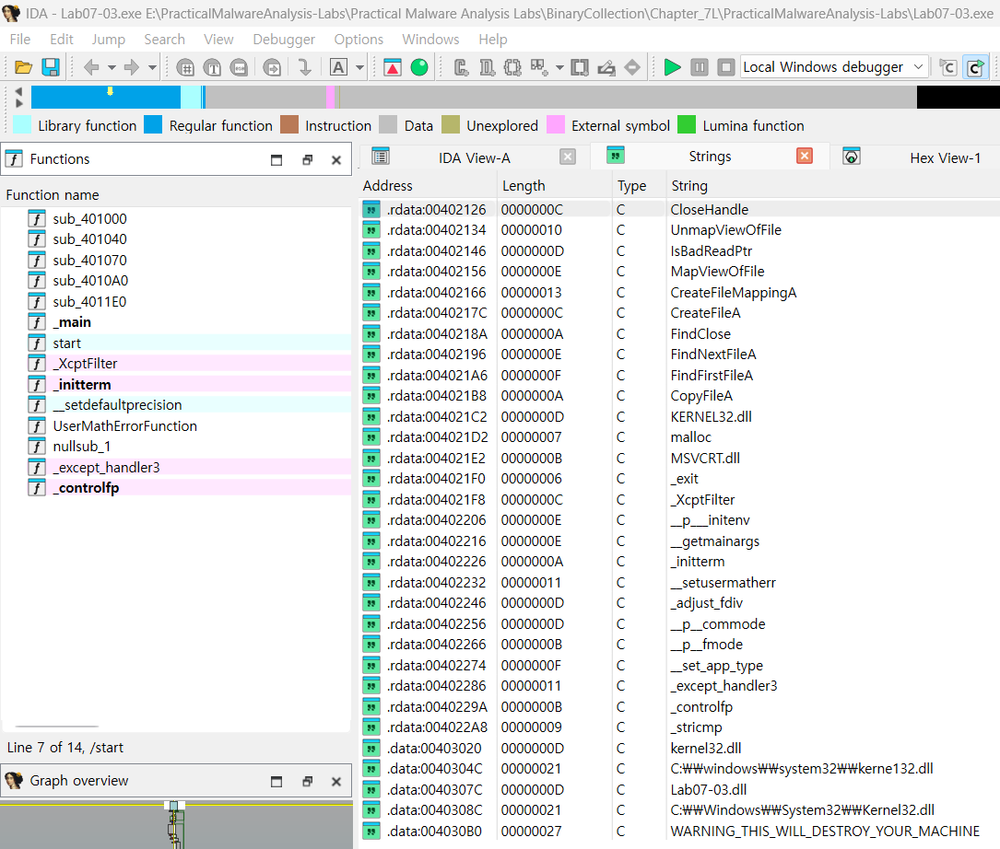 IDA - Lab07-03.exe E:\PracticalMalwareAnalysis-Labs\Practical Malware Analysis Labs\BinaryCollection\Chapter_7L\PracticalMalwareAnalysis-Labs\Lab07-03.exe
File Edit Jump Search View Debugger Options Windows Help
Local Windows debugger
Library function Regular function Instruction Data Unexplored External symbol Lumina function
Functions
Function name
sub_401000
sub_401040
sub_401070
sub_4010A0
sub_4011E0
_main
start
_XcptFilter
_initterm
__setdefaultprecision
UserMathErrorFunction
nullsub_1
_except_handler3
_controlfp
Line 7 of 14, /start
Graph overview
IDA View-A Strings Hex View-1
Address Length Type String
.rdata:00402126 0000000C C CloseHandle
.rdata:00402134 00000010 C UnmapViewOfFile
.rdata:00402146 0000000D C IsBadReadPtr
.rdata:00402156 0000000E C MapViewOfFile
.rdata:00402166 00000013 C CreateFileMappingA
.rdata:0040217C 0000000C C CreateFileA
.rdata:0040218A 0000000A C FindClose
.rdata:00402196 0000000E C FindNextFileA
.rdata:004021A6 0000000F C FindFirstFileA
.rdata:004021B8 0000000A C CopyFileA
.rdata:004021C2 0000000D C KERNEL32.dll
.rdata:004021D2 00000007 C malloc
.rdata:004021E2 0000000B C MSVCRT.dll
.rdata:004021F0 00000006 C _exit
.rdata:004021F8 0000000C C _XcptFilter
.rdata:00402206 0000000E C __p___initenv
.rdata:00402216 0000000E C __getmainargs
.rdata:00402226 0000000A C _initterm
.rdata:00402232 00000011 C __setusermatherr
.rdata:00402246 0000000D C _adjust_fdiv
.rdata:00402256 0000000D C __p__commode
.rdata:00402266 0000000B C __p__fmode
.rdata:00402274 0000000F C __set_app_type
.rdata:00402286 00000011 C _except_handler3
.rdata:0040229A 0000000B C _controlfp
.rdata:004022A8 00000009 C _stricmp
.data:00403020 0000000D C kernel32.dll
.data:0040304C 00000021 C C:₩₩windows₩₩system32₩₩kerne132.dll
.data:0040307C 0000000D C Lab07-03.dll
.data:0040308C 00000021 C C:₩₩Windows₩₩System32₩₩Kernel32.dll
.data:004030B0 00000027 C WARNING_THIS_WILL_DESTROY_YOUR_MACHINE